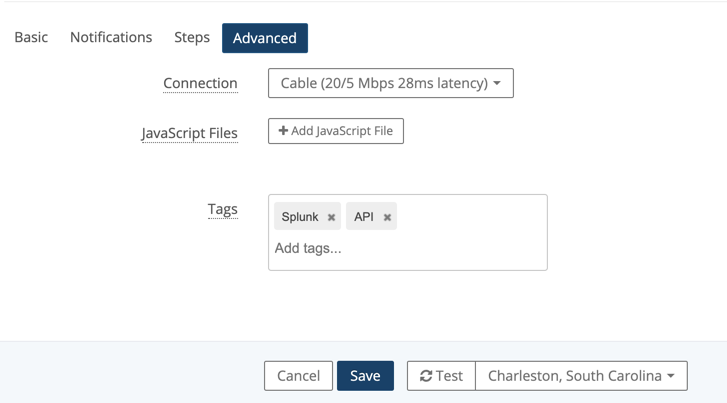 Basic Notifications Steps Advanced
Connection Cable (20/5 Mbps 28ms latency)
JavaScript Files + Add JavaScript File
Tags Splunk × API ×
Add tags...
Cancel Save Test Charleston, South Carolina